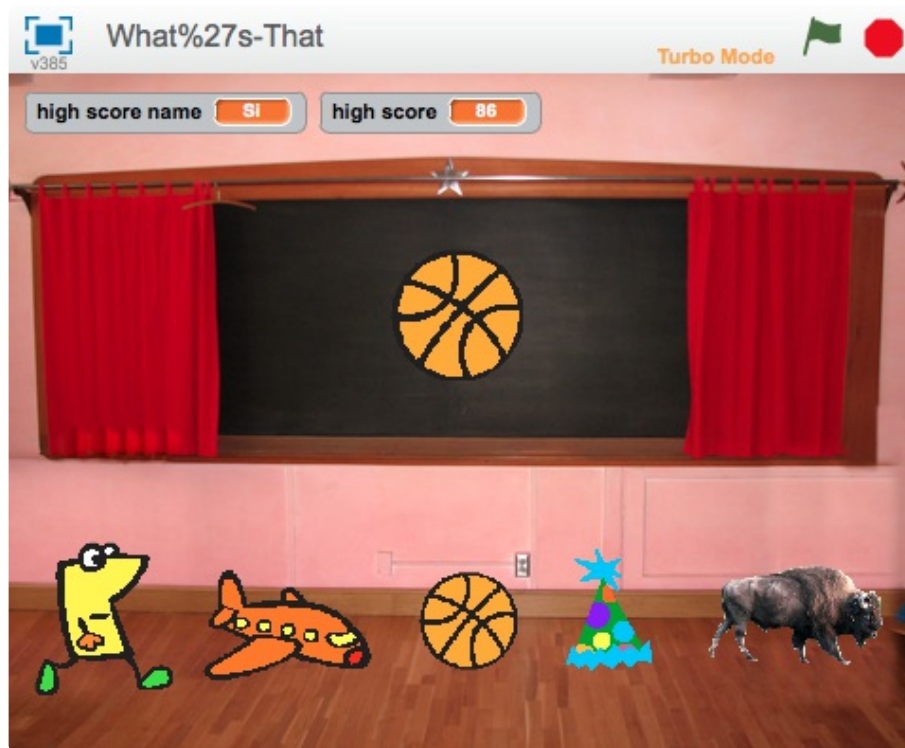 What%27s-That
v385
Turbo Mode
high score name Si
high score 86